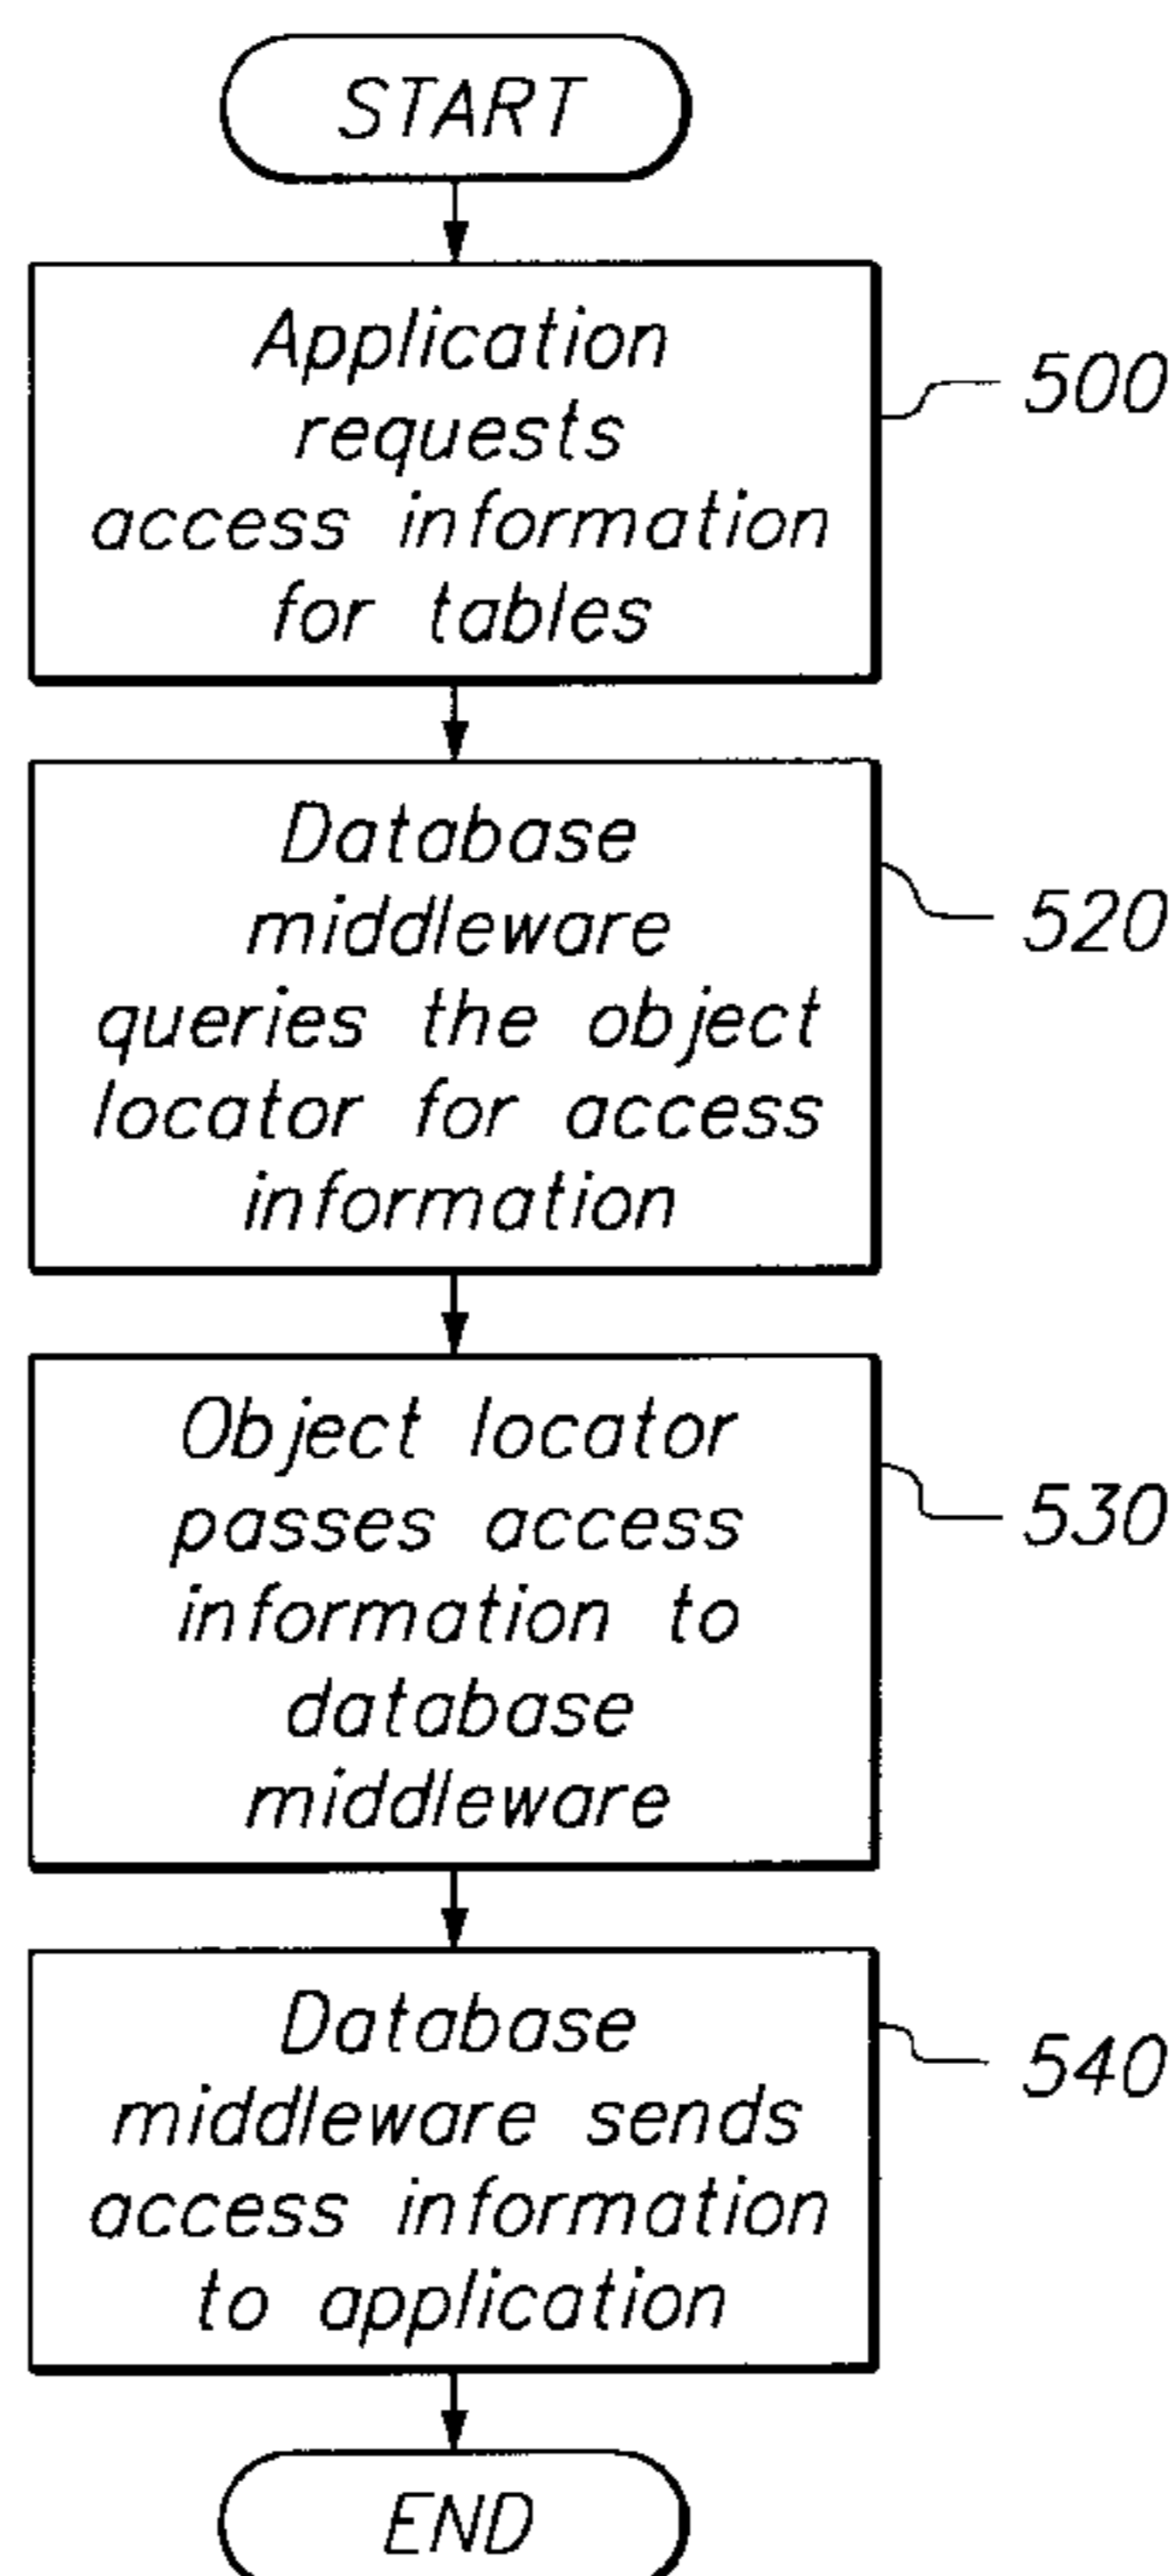 START
Application
requests
access information
for tables
500
Database
middleware
queries the object
locator for access
information
520
Object locator
passes access
information to
database
middleware
530
Database
middleware sends
access information
to application
540
END